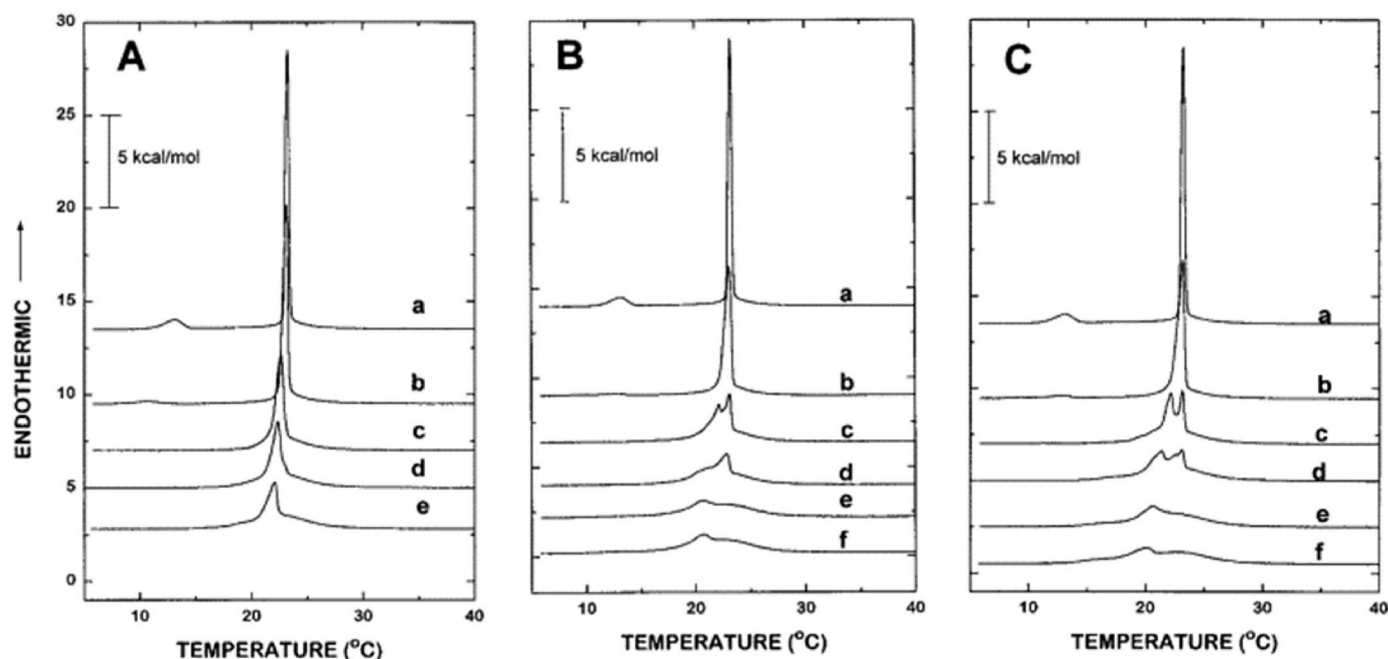 A
B
C
30
25
20
15
10
5
0
5 kcal/mol
5 kcal/mol
5 kcal/mol
ENDOTHERMIC →
a
b
c
d
e
a
b
c
d
e
f
a
b
c
d
e
f
10 20 30 40
10 20 30 40
10 20 30 40
TEMPERATURE (°C)
TEMPERATURE (°C)
TEMPERATURE (°C)